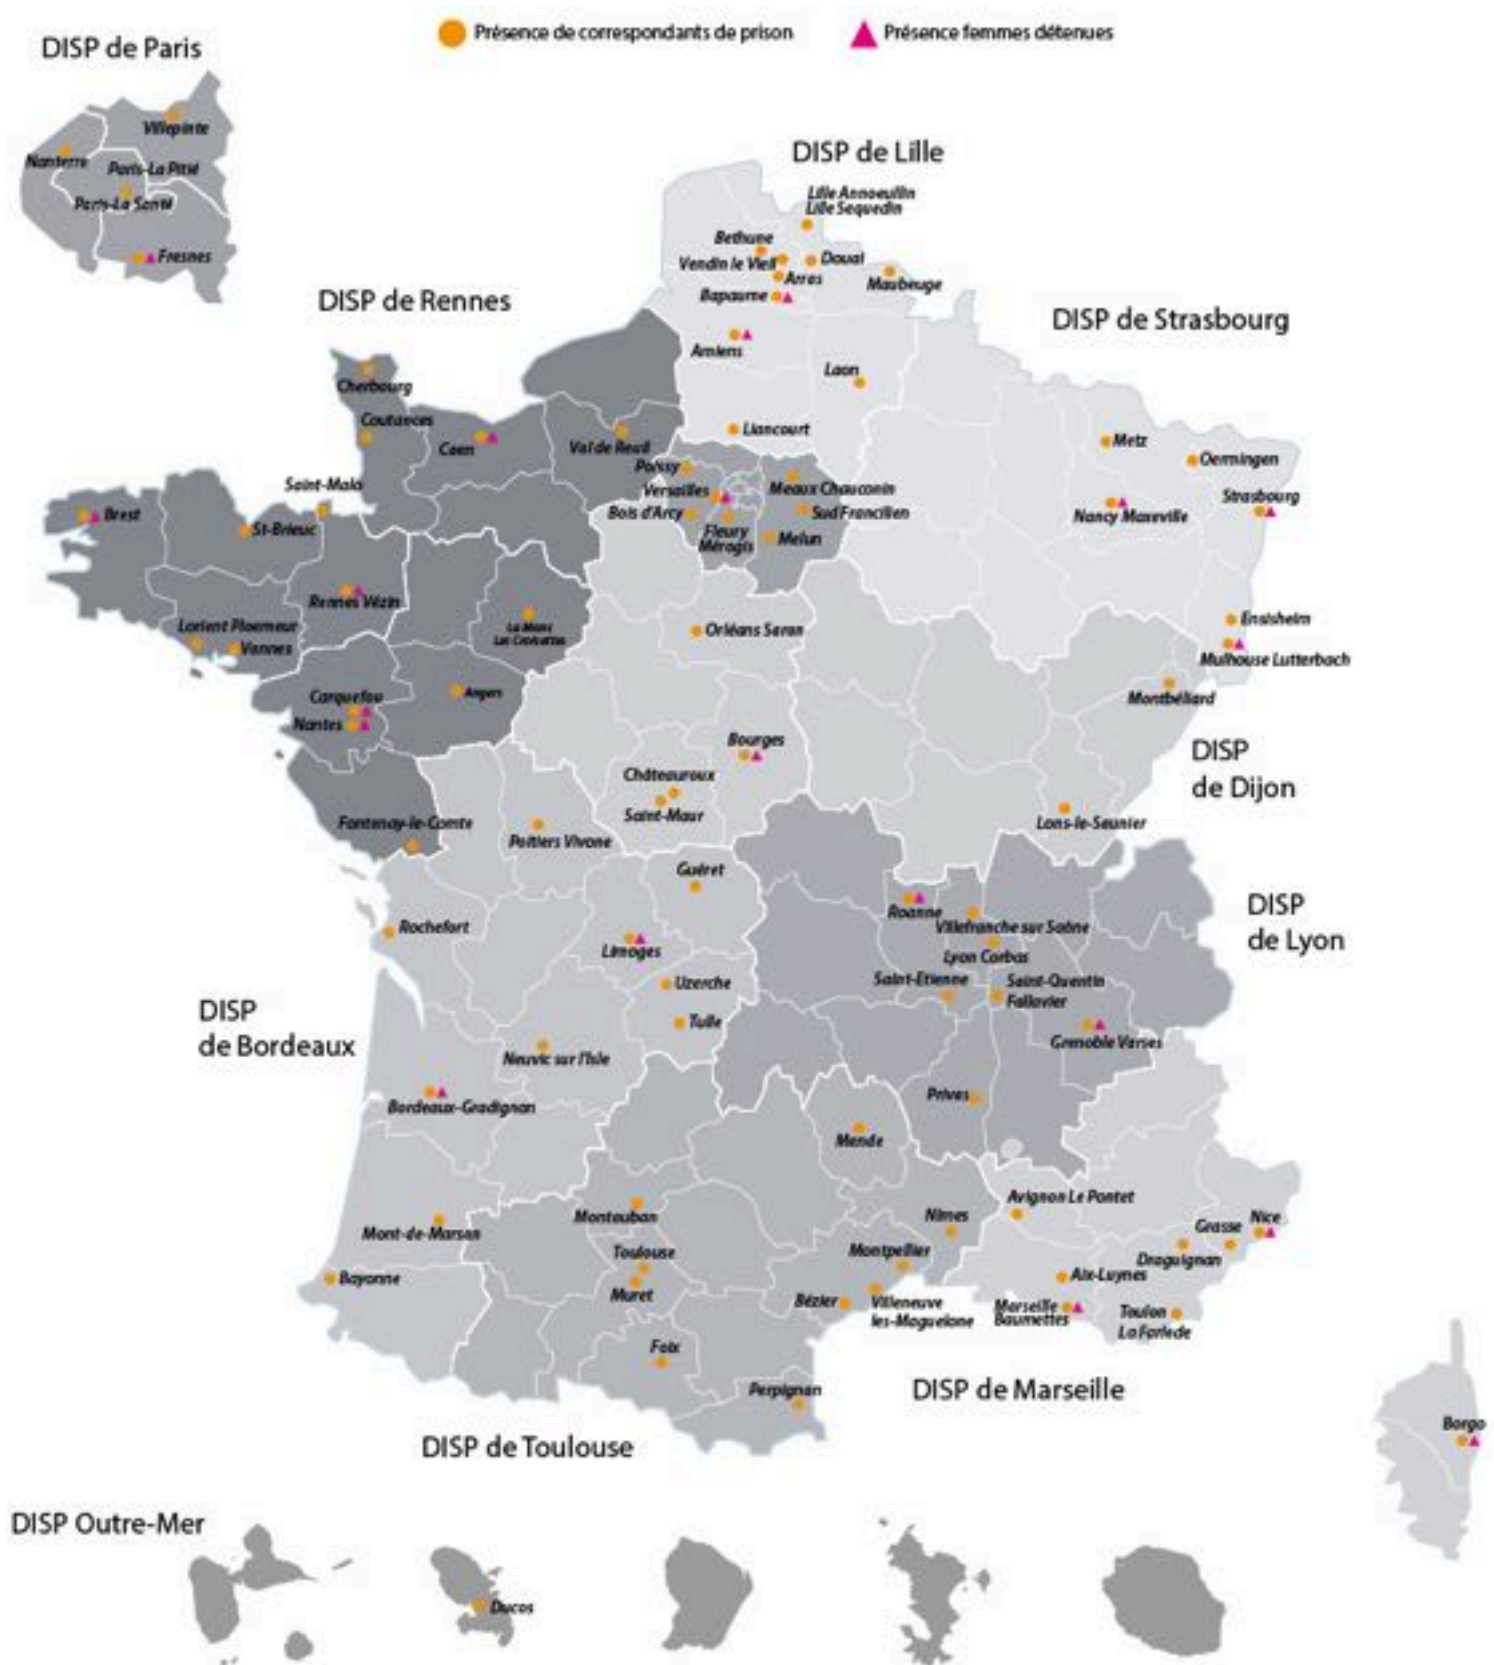 Présence de correspondants de prison
Présence femmes détenues
DISP de Paris
Villepinte
Nanterre
Paris-La Pitié
Paris-La Santé
Fresnes
DISP de Lille
Lille Annoeullin
Lille Sequedin
Bethune
Vendin le Vieil
Douai
Arras
Maubeuge
Bapaume
Amiens
Laon
Liancourt
DISP de Rennes
Cherbourg
Coutances
Caen
Val de Reuil
Saint-Malo
Brest
St-Brieuc
Rennes Vézin
Le Mans
Les Croisettes
Lorient Ploemeur
Vannes
Carquefou
Nantes
Angers
Fontenay-le-Comte
Poissy
Versailles
Bois d'Arcy
Fleury
Mérogis
Meaux Chauconin
Sud Francilien
Melun
DISP de Strasbourg
Metz
Oermingen
Nancy Maxeville
Strasbourg
Ensisheim
Mulhouse Lutterbach
DISP
de Dijon
Montbéliard
Orléans Saran
Bourges
Châteauroux
Saint-Maur
Lons-le-Saunier
Poitiers Vivone
Guéret
Rochefort
Limoges
Uzerche
Tulle
Neuvic sur l'Isle
DISP
de Bordeaux
Bordeaux-Gradignan
Mont-de-Marsan
Bayonne
DISP
de Lyon
Roanne
Villefranche sur Saône
Lyon Corbas
Saint-Etienne
Saint-Quentin
Fallavier
Grenoble Varses
Privas
Mende
Montauban
Toulouse
Muret
Foix
Perpignan
Nîmes
Montpellier
Bézier
Villeneuve
les-Maguelone
DISP de Toulouse
Avignon Le Pontet
Grasse
Nice
Draguignan
Aix-Luynes
Marseille
Baumettes
Toulon
La Farlede
DISP de Marseille
Borgo
DISP Outre-Mer
Ducos